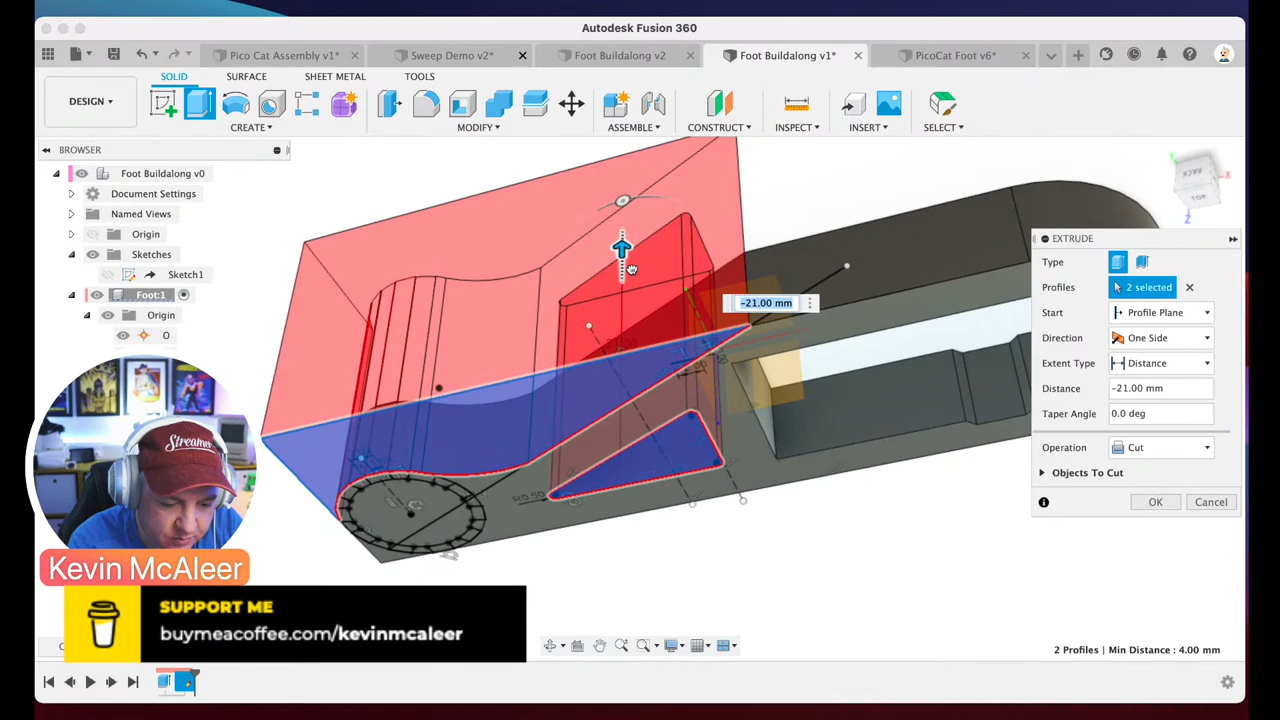 Autodesk Fusion 360
Pico Cat Assembly v1*
Sweep Demo v2*
Foot Buildalong v2
Foot Buildalong v1*
PicoCat Foot v6*
SOLID
SURFACE
SHEET METAL
TOOLS
DESIGN
CREATE
MODIFY
ASSEMBLE
CONSTRUCT
INSPECT
INSERT
SELECT
BROWSER
Foot Buildalong v0
Document Settings
Named Views
Origin
Sketches
Sketch1
Foot:1
Origin
O
BACK
X
Z
-21.00 mm
R0.50
EXTRUDE
Type
Profiles
2 selected
Start
Profile Plane
Direction
One Side
Extent Type
Distance
Distance
-21.00 mm
Taper Angle
0.0 deg
Operation
Cut
Objects To Cut
OK
Cancel
Streamer
Kevin McAleer
SUPPORT ME
buymeacoffee.com/kevinmcaleer
2 Profiles | Min Distance : 4.00 mm